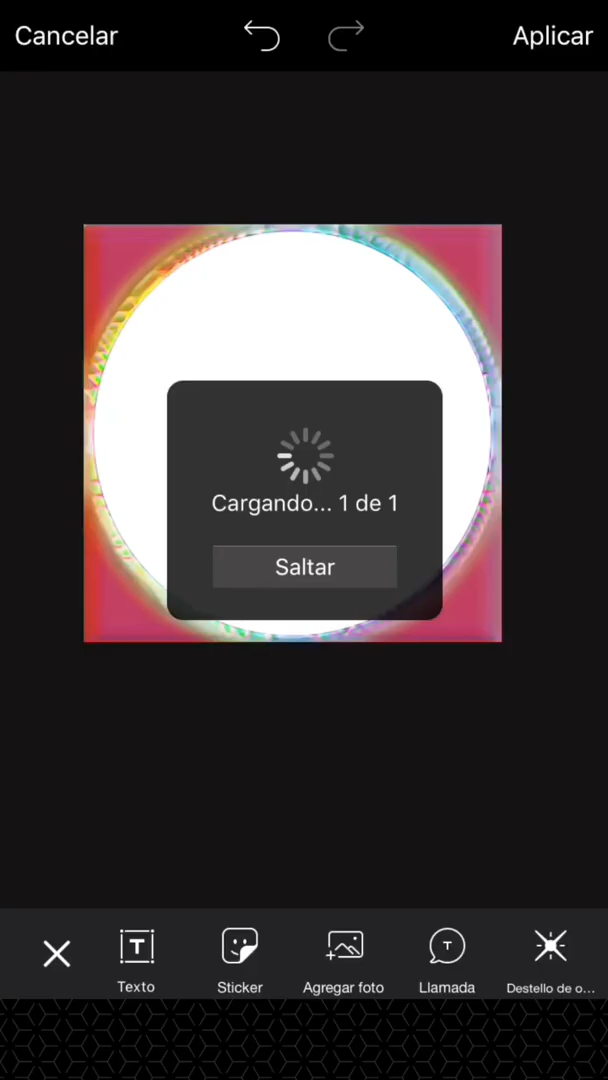 Cancelar
Aplicar
Cargando... 1 de 1
Saltar
T
T
Texto
Sticker
Agregar foto
Llamada
Destello de o...